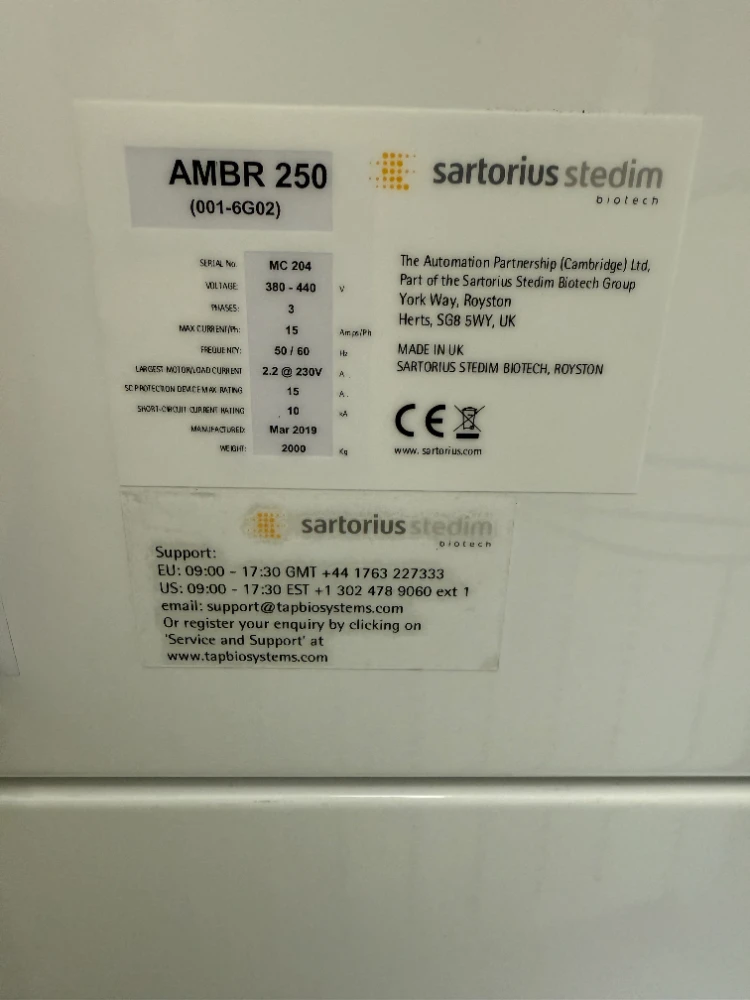 AMBR 250
(001-6G02)
sartorius stedim
biotech
SERIAL No. MC 204
VOLTAGE: 380 - 440 V
PHASES: 3
MAX CURRENT/Ph: 15 Amps/Ph
FREQUENCY: 50 / 60 Hz
LARGEST MOTOR/LOAD CURRENT 2.2 @ 230V A.
SC PROTECTION DEVICE MAX RATING 15 A.
SHORT-CIRCUIT CURRENT RATING 10 kA
MANUFACTURED: Mar 2019
WEIGHT: 2000 Kg
The Automation Partnership (Cambridge) Ltd,
Part of the Sartorius Stedim Biotech Group
York Way, Royston
Herts, SG8 5WY, UK
MADE IN UK
SARTORIUS STEDIM BIOTECH, ROYSTON
CE
www. sartorius.com
sartorius stedim
biotech
Support:
EU: 09:00 - 17:30 GMT +44 1763 227333
US: 09:00 - 17:30 EST +1 302 478 9060 ext 1
email: support@tapbiosystems.com
Or register your enquiry by clicking on
'Service and Support' at
www.tapbiosystems.com